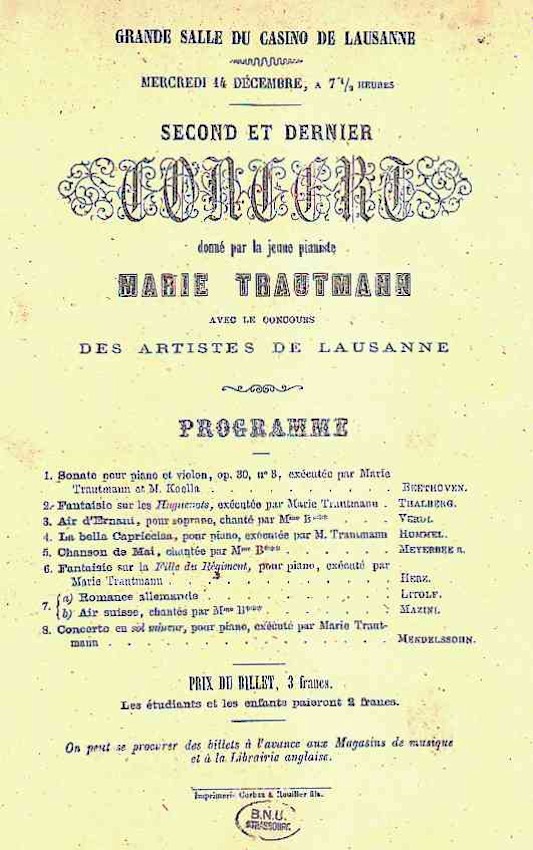 GRANDE SALLE DU CASINO DE LAUSANNE
MERCREDI 14 DÉCEMBRE, A 7 1/2 HEURES
SECOND ET DERNIER
CONCERT
donné par la jeune pianiste
MARIE TRAUTMANN
AVEC LE CONCOURS
DES ARTISTES DE LAUSANNE
PROGRAMME
1. Sonate pour piano et violon, op. 30, n° 3, exécutée par Marie
Trautmann et M. Koella . . . . . . . . . BEETHOVEN.
2. Fantaisie sur les Huguenots, exécutée par Marie Trautmann . THALBERG.
3. Air d'Ernani, pour soprano, chanté par Mme B*** . . . VERDI.
4. La bella Capricciosa, pour piano, exécutée par M. Trautmann HUMMEL.
5. Chanson de Mai, chantée par Mme B*** . . . . . . MEYERBEER.
6. Fantaisie sur la Fille du Régiment, pour piano, exécuté par
Marie Trautmann . . . . . . . . . . HERZ.
7. a) Romance allemande . . . . . . . . LITOLF.
b) Air suisse, chantés par Mme B*** . . . . . . MAZINI.
8. Concerto en sol mineur, pour piano, exécuté par Marie Traut-
mann . . . . . . . . . . . . . MENDELSSOHN.
PRIX DU BILLET, 3 francs.
Les étudiants et les enfants paieront 2 francs.
On peut se procurer des billets à l'avance aux Magasins de musique
et à la Librairie anglaise.
Imprimerie Corbaz & Rouiller fils.
B.N.U.
STRASBOURG